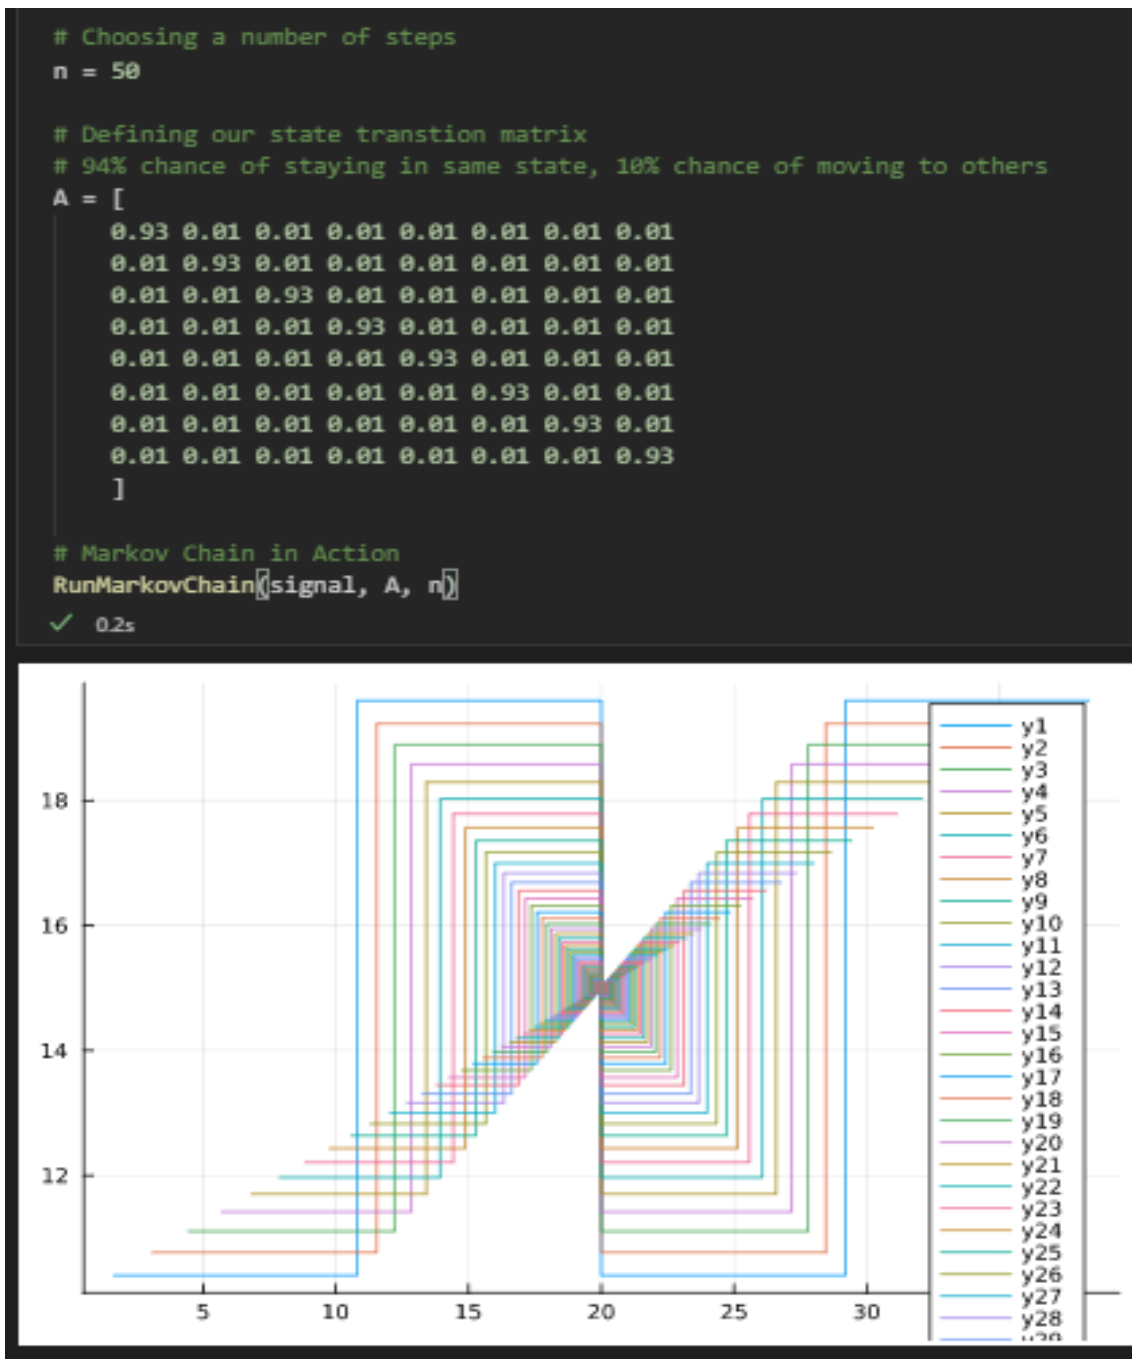 # Choosing a number of steps
n = 50
# Defining our state transtion matrix
# 94% chance of staying in same state, 10% chance of moving to others
A = [
0.93 0.01 0.01 0.01 0.01 0.01 0.01 0.01
0.01 0.93 0.01 0.01 0.01 0.01 0.01 0.01
0.01 0.01 0.93 0.01 0.01 0.01 0.01 0.01
0.01 0.01 0.01 0.93 0.01 0.01 0.01 0.01
0.01 0.01 0.01 0.01 0.93 0.01 0.01 0.01
0.01 0.01 0.01 0.01 0.01 0.93 0.01 0.01
0.01 0.01 0.01 0.01 0.01 0.01 0.93 0.01
0.01 0.01 0.01 0.01 0.01 0.01 0.01 0.93
]
# Markov Chain in Action
RunMarkovChain(signal, A, n)
✓ 0.2s
18
16
14
12
5 10 15 20 25 30
y1
y2
y3
y4
y5
y6
y7
y8
y9
y10
y11
y12
y13
y14
y15
y16
y17
y18
y19
y20
y21
y22
y23
y24
y25
y26
y27
y28
y29